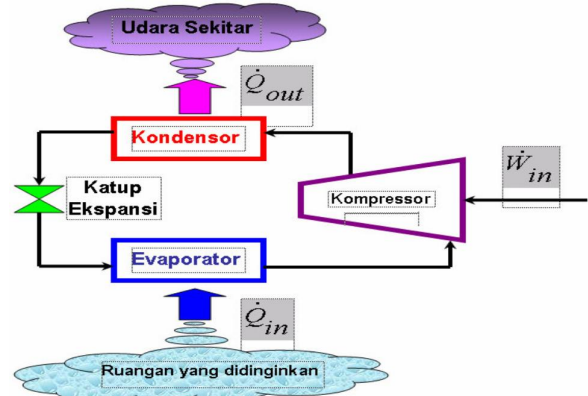 Udara Sekitar
Q̇out
Kondensor
Ẇin
Katup
Ekspansi
Kompressor
Evaporator
Q̇in
Ruangan yang didinginkan